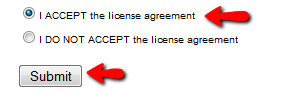 I ACCEPT the license agreement
I DO NOT ACCEPT the license agreement
Submit